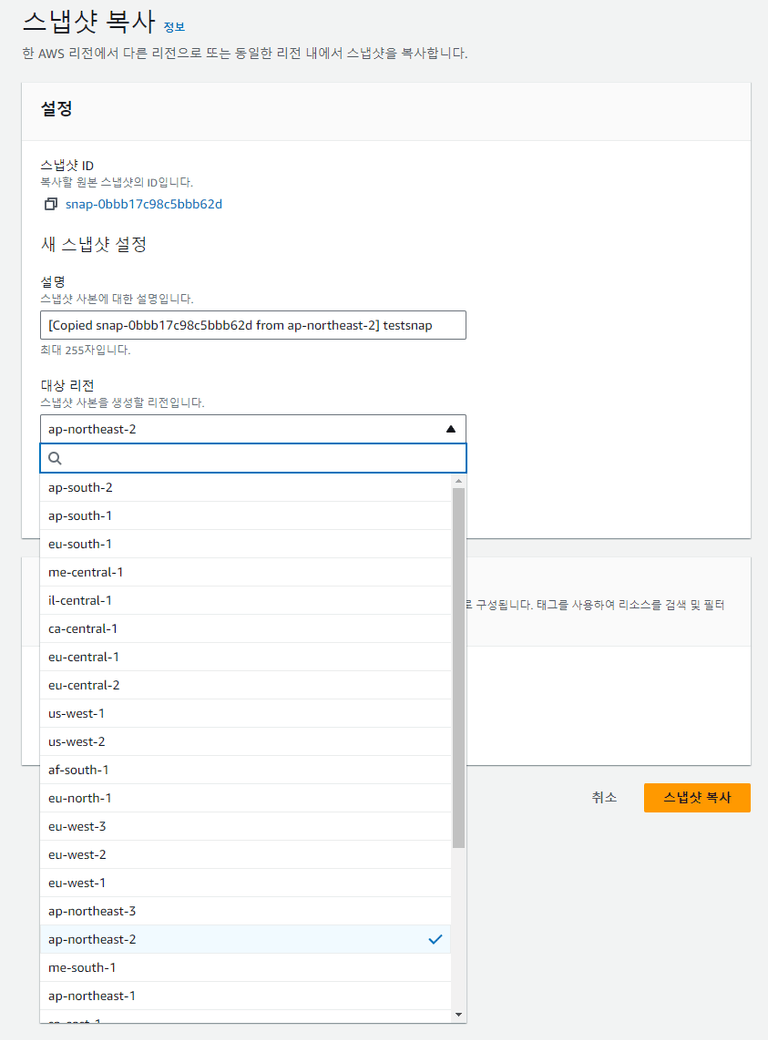 스냅샷 복사 정보
한 AWS 리전에서 다른 리전으로 또는 동일한 리전 내에서 스냅샷을 복사합니다.
설정
스냅샷 ID
복사할 원본 스냅샷의 ID입니다.
snap-0bbb17c98c5bbb62d
새 스냅샷 설정
설명
스냅샷 사본에 대한 설명입니다.
[Copied snap-0bbb17c98c5bbb62d from ap-northeast-2] testsnap
최대 255자입니다.
대상 리전
스냅샷 사본을 생성할 리전입니다.
ap-northeast-2
ap-south-2
ap-south-1
eu-south-1
me-central-1
il-central-1
구성됩니다. 태그를 사용하여 리소스를 검색 및 필터
ca-central-1
eu-central-1
eu-central-2
us-west-1
us-west-2
af-south-1
eu-north-1
취소
스냅샷 복사
eu-west-3
eu-west-2
eu-west-1
ap-northeast-3
ap-northeast-2
me-south-1
ap-northeast-1